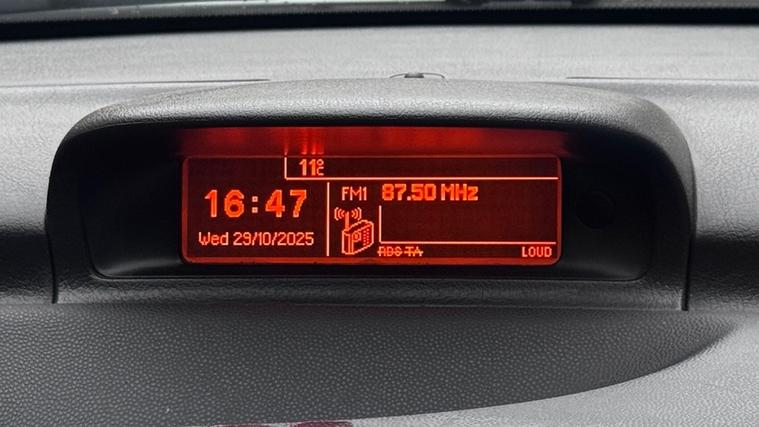 11°C
16:47
Wed 29/10/2025
FM1 87.50 MHz
RDS TA
LOUD